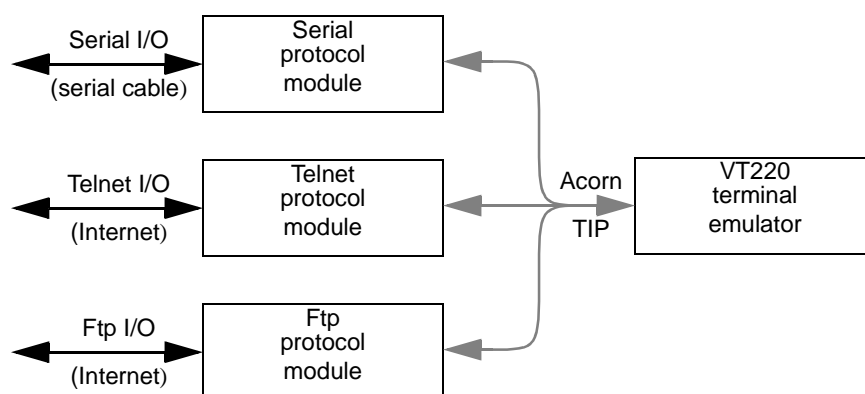 Serial I/O
(serial cable)
Serial
protocol
module
Telnet I/O
(Internet)
Telnet
protocol
module
Ftp I/O
(Internet)
Ftp
protocol
module
Acorn
TIP
VT220
terminal
emulator